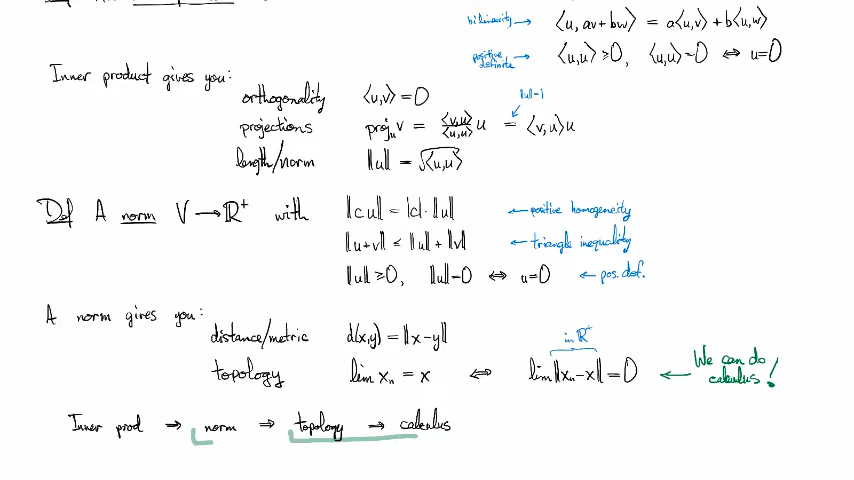 bilinearity → ⟨u, av+bw⟩ = a⟨u,v⟩ + b⟨u,w⟩
positive definite → ⟨u,u⟩ ≥ 0, ⟨u,u⟩ = 0 ⇔ u=0
Inner product gives you:
orthogonality ⟨u,v⟩ = 0
‖u‖=1
projections proj_u v = ⟨v,u⟩/⟨u,u⟩ u = ⟨v,u⟩u
length/norm ‖u‖ = √⟨u,u⟩
Def A norm V → ℝ⁺ with ‖cu‖ = |c|·‖u‖ ← positive homogeneity
‖u+v‖ ≤ ‖u‖ + ‖v‖ ← triangle inequality
‖u‖ ≥ 0, ‖u‖=0 ⇔ u=0 ← pos. def.
A norm gives you:
distance/metric d(x,y) = ‖x-y‖
in ℝ⁺
topology lim xₙ = x ⇔ lim ‖xₙ-x‖ = 0 ← We can do calculus!
Inner prod ⇒ norm ⇒ topology → calculus